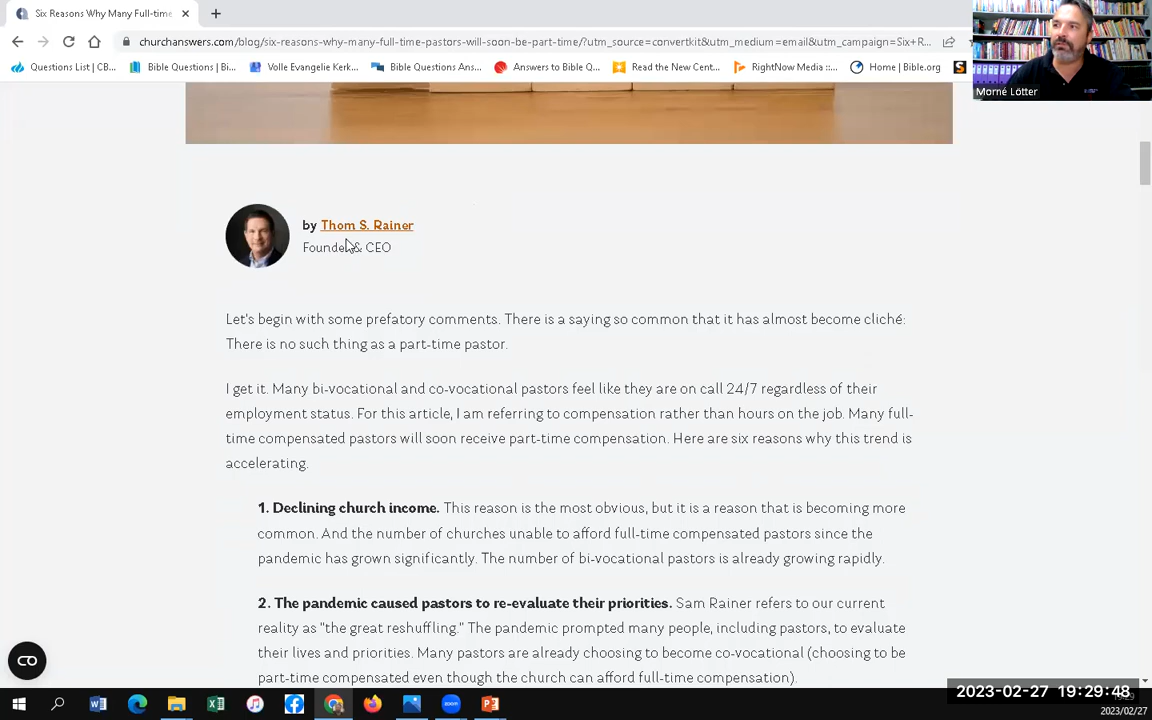 Six Reasons Why Many Full-time
churchanswers.com/blog/six-reasons-why-many-full-time-pastors-will-soon-be-part-time/?utm_source=convertkit&utm_medium=email&utm_campaign=Six+R...
Questions List | CB...
Bible Questions | Bi...
Volle Evangelie Kerk...
Bible Questions Ans...
Answers to Bible Q...
Read the New Cent...
RightNow Media ::...
Home | Bible.org
Morné Lötter
by Thom S. Rainer
Founder & CEO
Let's begin with some prefatory comments. There is a saying so common that it has almost become cliché:
There is no such thing as a part-time pastor.
I get it. Many bi-vocational and co-vocational pastors feel like they are on call 24/7 regardless of their
employment status. For this article, I am referring to compensation rather than hours on the job. Many full-
time compensated pastors will soon receive part-time compensation. Here are six reasons why this trend is
accelerating.
1. Declining church income. This reason is the most obvious, but it is a reason that is becoming more
common. And the number of churches unable to afford full-time compensated pastors since the
pandemic has grown significantly. The number of bi-vocational pastors is already growing rapidly.
2. The pandemic caused pastors to re-evaluate their priorities. Sam Rainer refers to our current
reality as "the great reshuffling." The pandemic prompted many people, including pastors, to evaluate
their lives and priorities. Many pastors are already choosing to become co-vocational (choosing to be
part-time compensated even though the church can afford full-time compensation).
CO
2023-02-27 19:29:48
2023/02/27